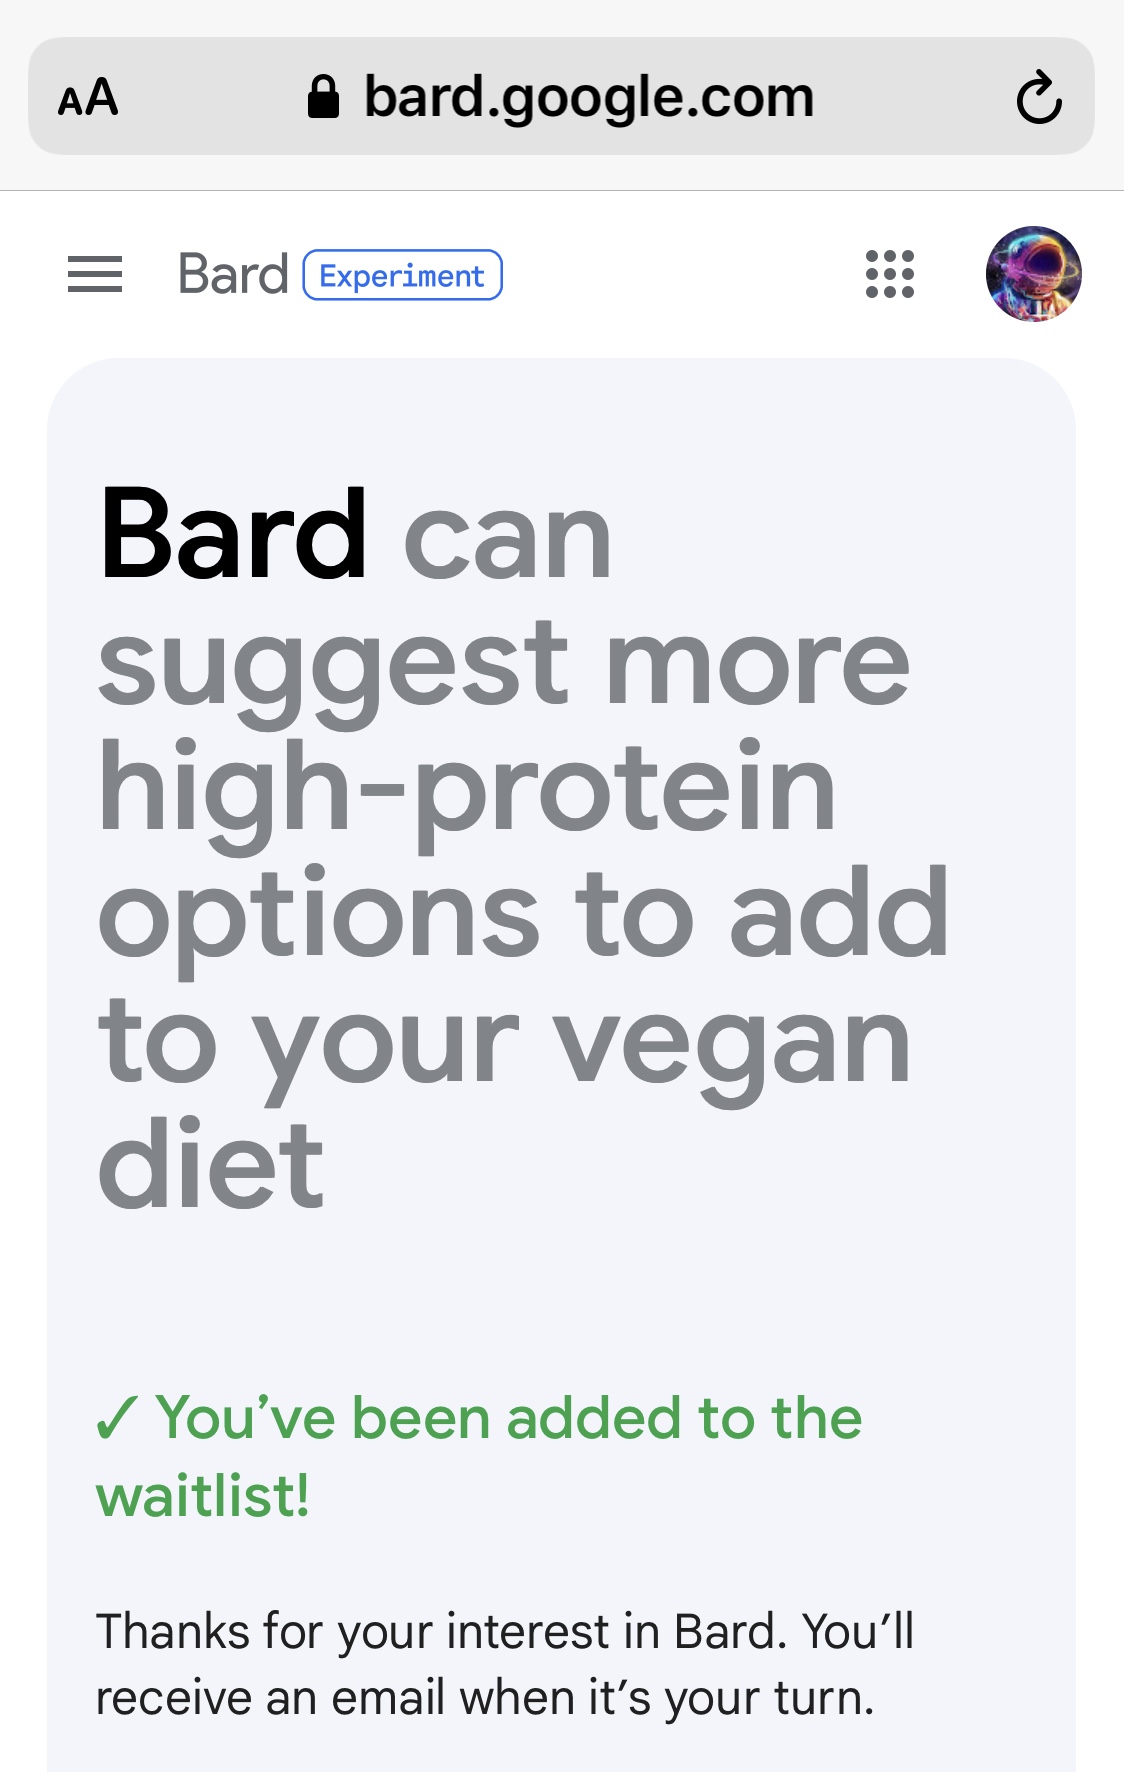 AA bard.google.com
Bard Experiment
Bard can
suggest more
high-protein
options to add
to your vegan
diet
✓ You’ve been added to the
waitlist!
Thanks for your interest in Bard. You’ll
receive an email when it’s your turn.